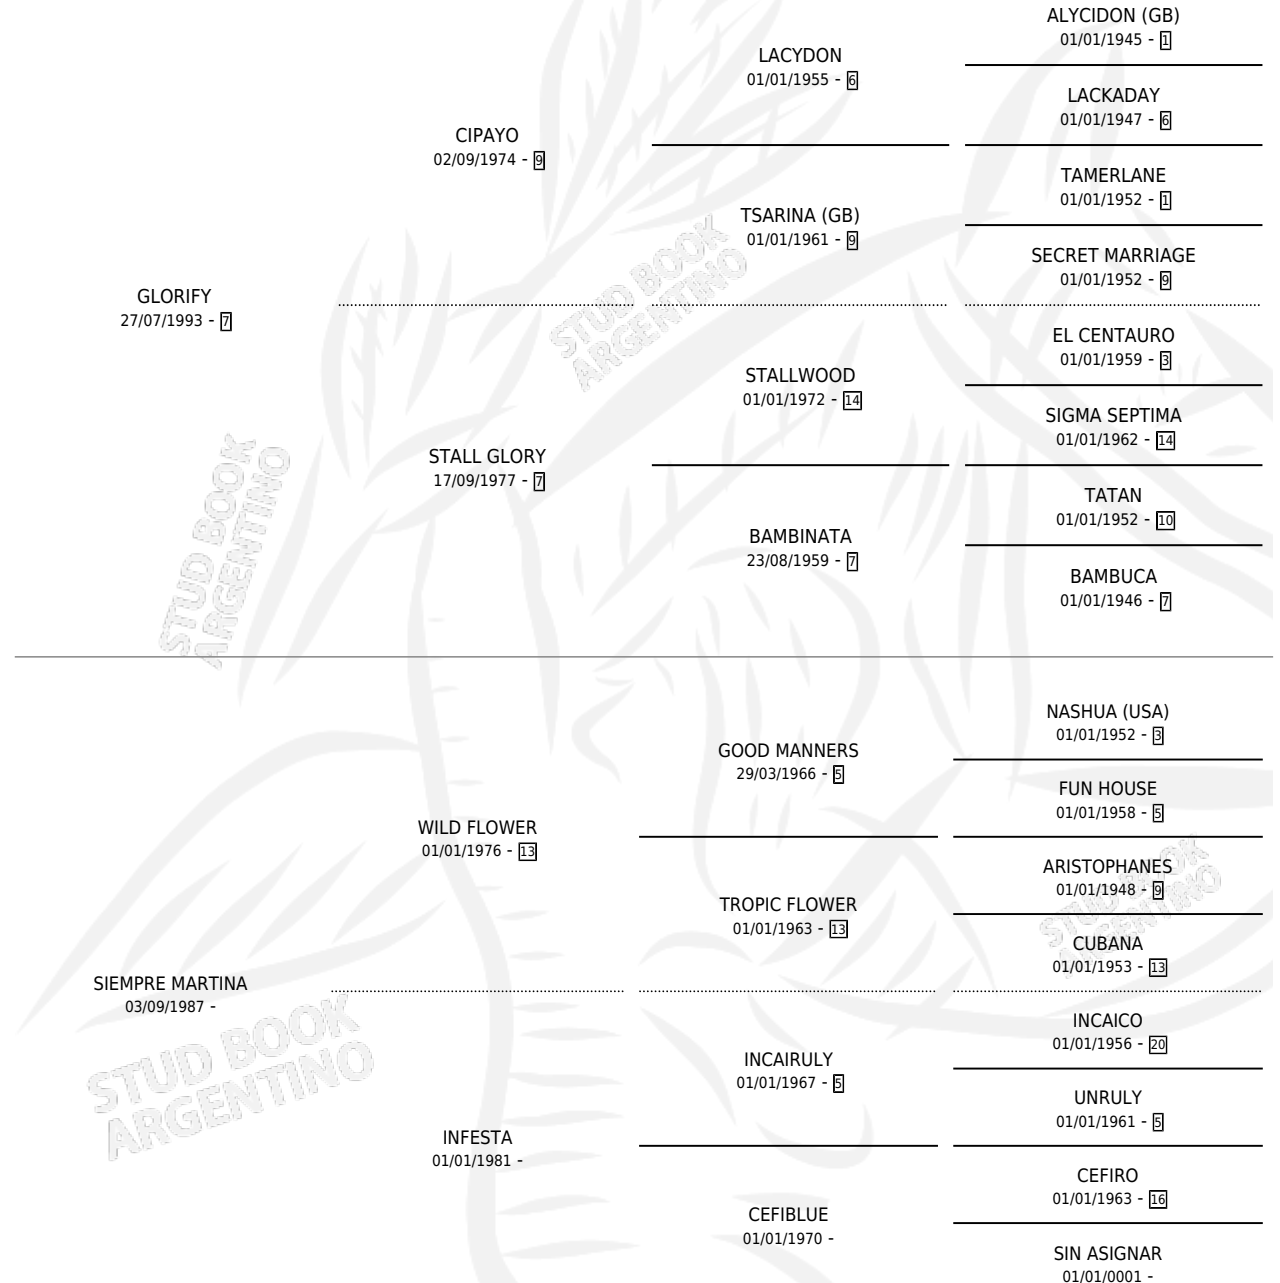 ALYCIDON (GB)
01/01/1945 - 1
LACYDON
01/01/1955 - 6
LACKADAY
01/01/1947 - 6
CIPAYO
02/09/1974 - 9
TAMERLANE
01/01/1952 - 1
TSARINA (GB)
01/01/1961 - 9
SECRET MARRIAGE
01/01/1952 - 9
GLORIFY
27/07/1993 - 7
STUD BOOK
ARGENTINO
EL CENTAURO
01/01/1959 - 3
STALLWOOD
01/01/1972 - 14
SIGMA SEPTIMA
01/01/1962 - 14
STALL GLORY
17/09/1977 - 7
TATAN
01/01/1952 - 10
BAMBINATA
23/08/1959 - 7
BAMBUCA
01/01/1946 - 7
STUD BOOK
ARGENTINO
NASHUA (USA)
01/01/1952 - 3
GOOD MANNERS
29/03/1966 - 5
FUN HOUSE
01/01/1958 - 5
WILD FLOWER
01/01/1976 - 13
ARISTOPHANES
01/01/1948 - 9
TROPIC FLOWER
01/01/1963 - 13
STUD BOOK
ARGENTINO
CUBANA
01/01/1953 - 13
SIEMPRE MARTINA
03/09/1987 -
INCAICO
01/01/1956 - 20
INCAIRULY
01/01/1967 - 5
STUD BOOK
ARGENTINO
UNRULY
01/01/1961 - 5
INFESTA
01/01/1981 -
CEFIRO
01/01/1963 - 16
CEFIBLUE
01/01/1970 -
SIN ASIGNAR
01/01/0001 -